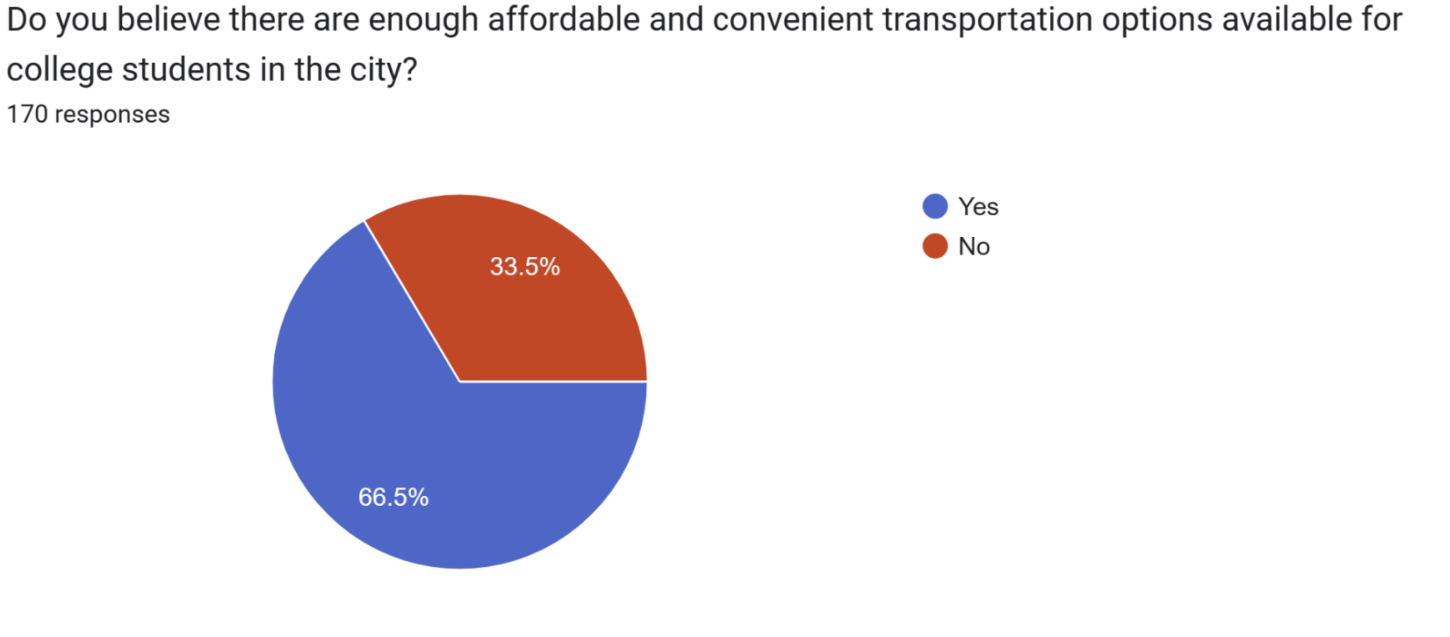 Do you believe there are enough affordable and convenient transportation options available for
college students in the city?
170 responses
Yes
No
33.5%
66.5%